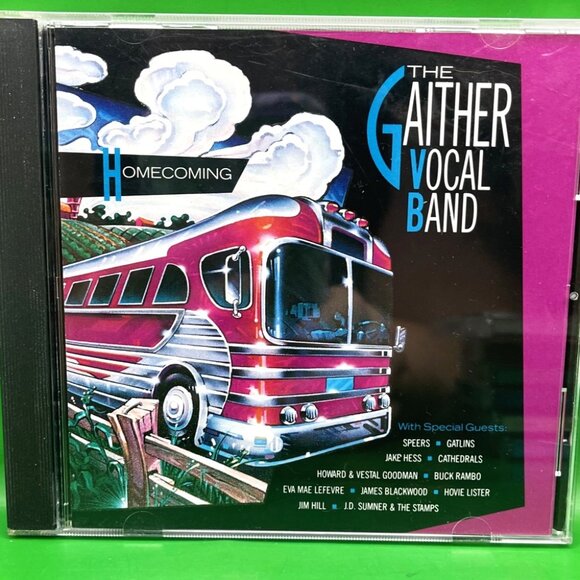 THE
GAITHER
VOCAL
BAND
HOMECOMING
With Special Guests:
SPEERS ■ GATLINS
JAKE HESS ■ CATHEDRALS
HOWARD & VESTAL GOODMAN ■ BUCK RAMBO
EVA MAE LEFEVRE ■ JAMES BLACKWOOD ■ HOVIE LISTER
JIM HILL ■ J.D. SUMNER & THE STAMPS